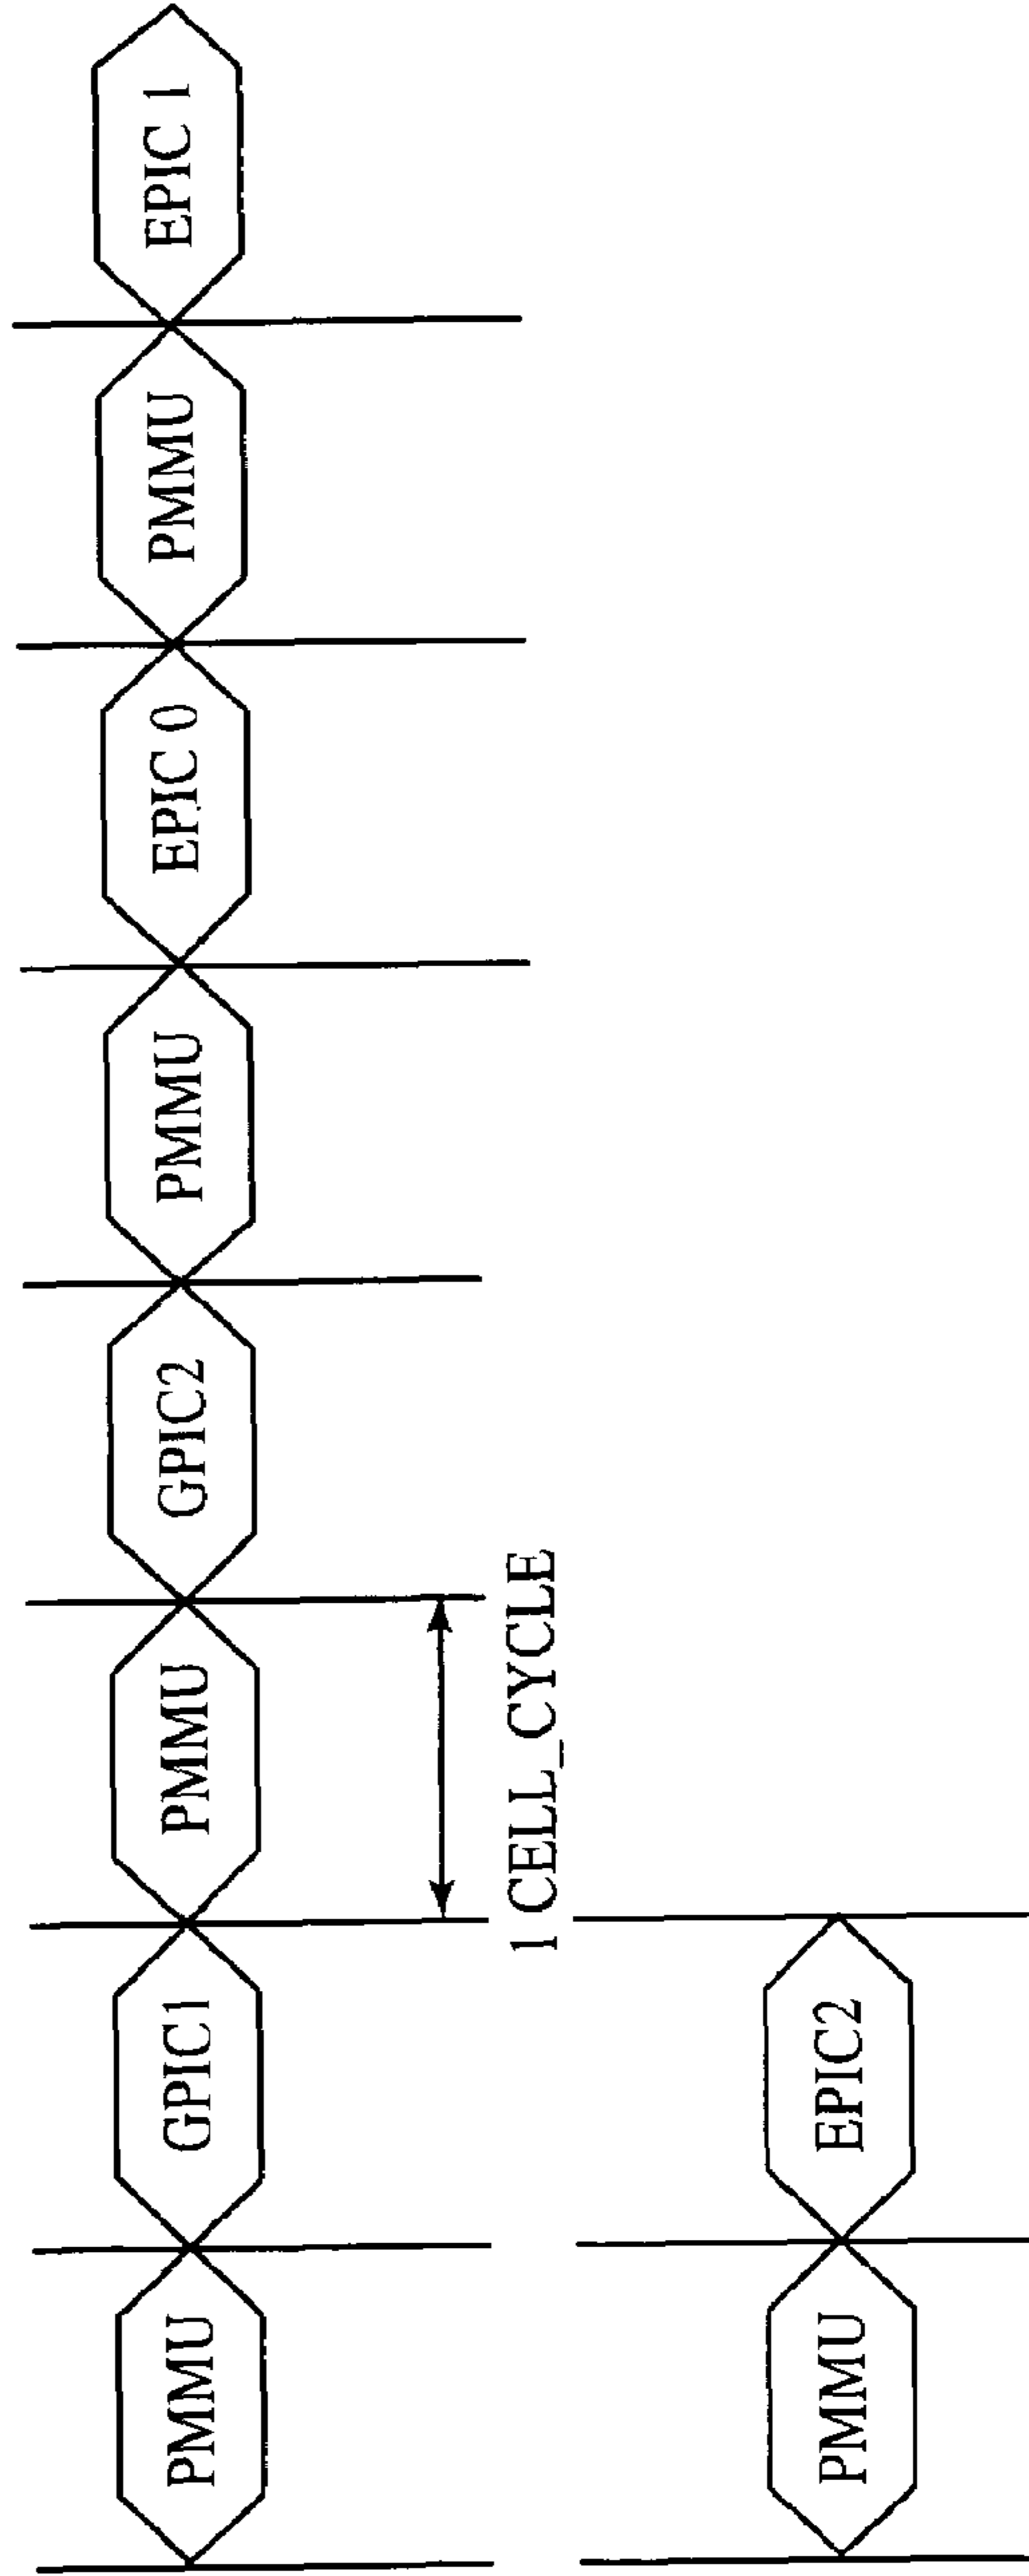 PMMU
GPIC1
PMMU
GPIC2
PMMU
EPIC 0
PMMU
EPIC 1
1 CELL_CYCLE
PMMU
EPIC2